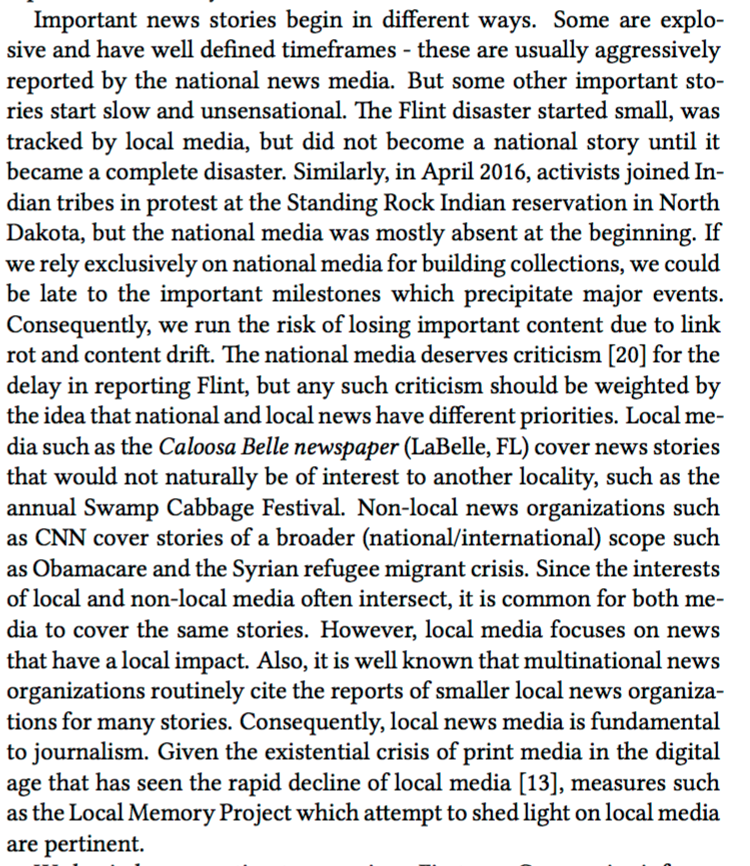 Important news stories begin in different ways. Some are explo-
sive and have well defined timeframes - these are usually aggressively
reported by the national news media. But some other important sto-
ries start slow and unsensational. The Flint disaster started small, was
tracked by local media, but did not become a national story until it
became a complete disaster. Similarly, in April 2016, activists joined In-
dian tribes in protest at the Standing Rock Indian reservation in North
Dakota, but the national media was mostly absent at the beginning. If
we rely exclusively on national media for building collections, we could
be late to the important milestones which precipitate major events.
Consequently, we run the risk of losing important content due to link
rot and content drift. The national media deserves criticism [20] for the
delay in reporting Flint, but any such criticism should be weighted by
the idea that national and local news have different priorities. Local me-
dia such as the Caloosa Belle newspaper (LaBelle, FL) cover news stories
that would not naturally be of interest to another locality, such as the
annual Swamp Cabbage Festival. Non-local news organizations such
as CNN cover stories of a broader (national/international) scope such
as Obamacare and the Syrian refugee migrant crisis. Since the interests
of local and non-local media often intersect, it is common for both me-
dia to cover the same stories. However, local media focuses on news
that have a local impact. Also, it is well known that multinational news
organizations routinely cite the reports of smaller local news organiza-
tions for many stories. Consequently, local news media is fundamental
to journalism. Given the existential crisis of print media in the digital
age that has seen the rapid decline of local media [13], measures such
as the Local Memory Project which attempt to shed light on local media
are pertinent.